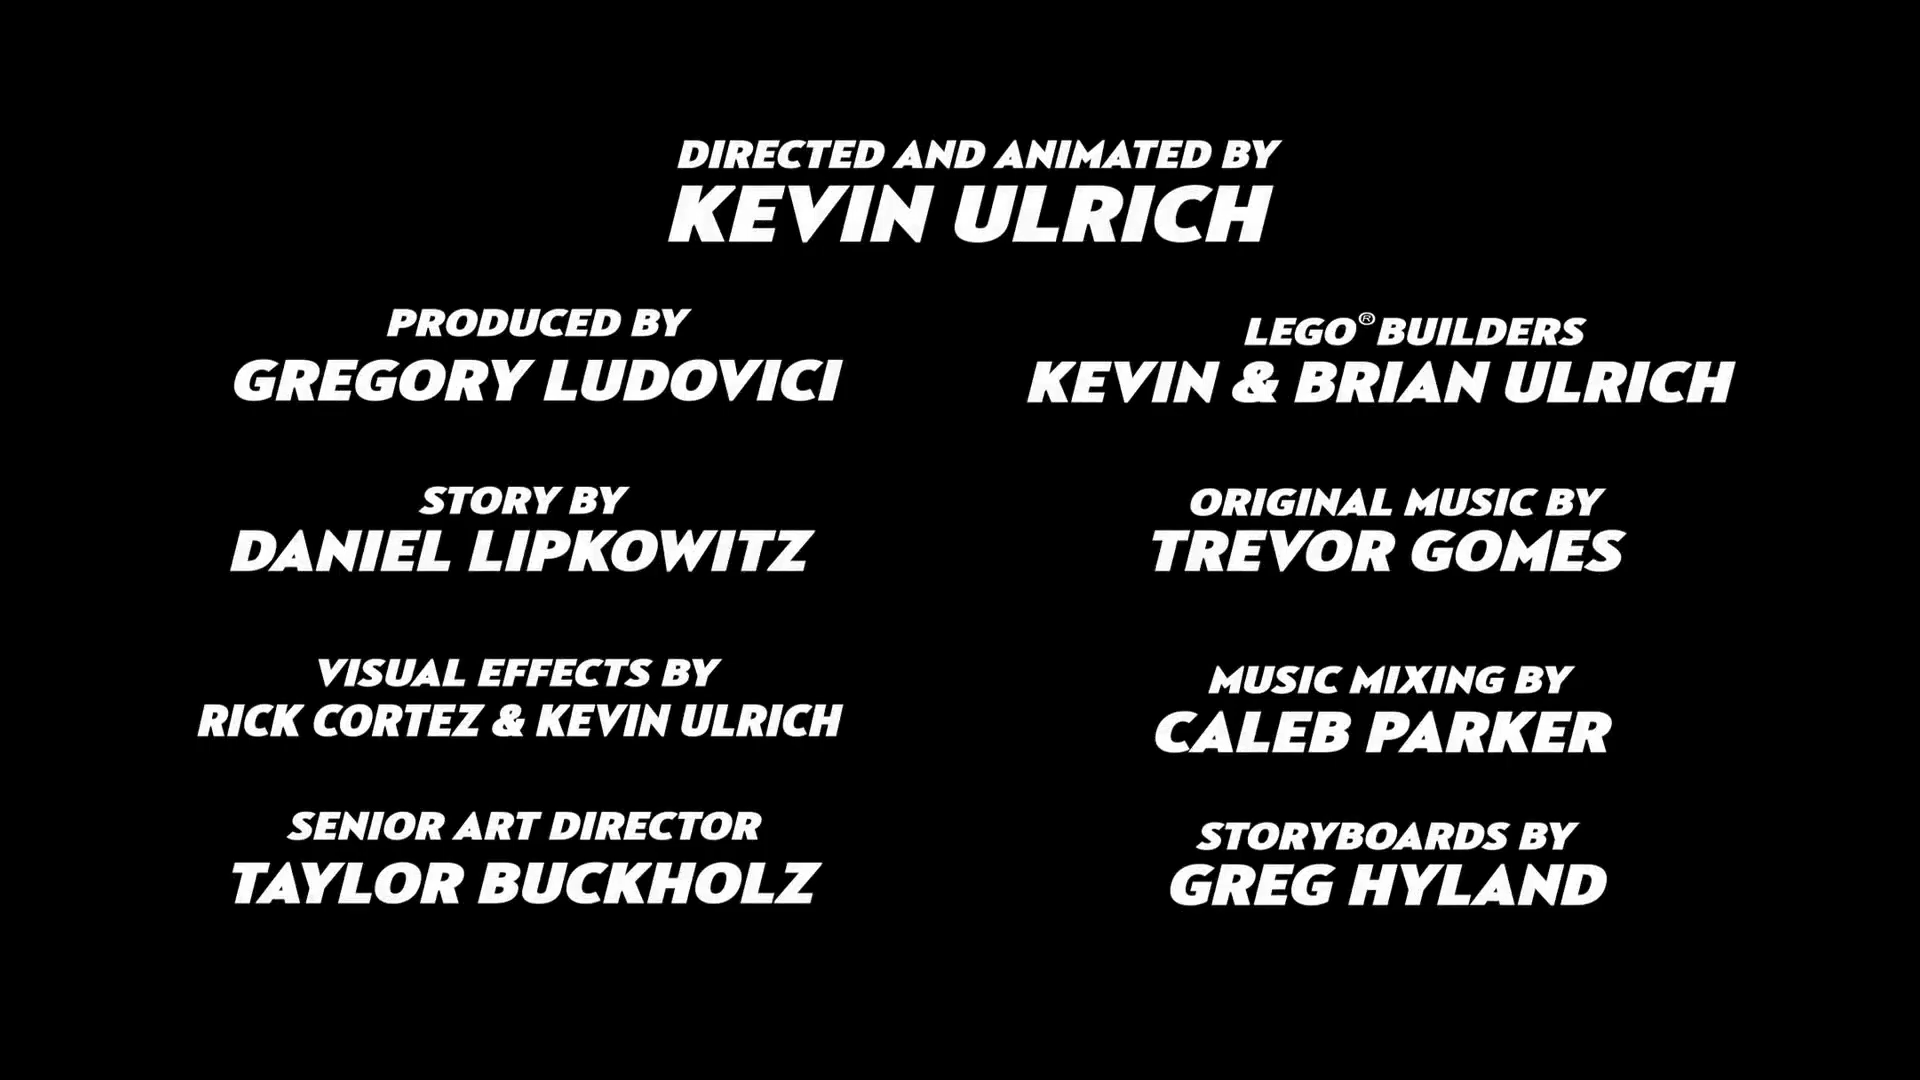 DIRECTED AND ANIMATED BY
KEVIN ULRICH
PRODUCED BY
GREGORY LUDOVICI
LEGO® BUILDERS
KEVIN & BRIAN ULRICH
STORY BY
DANIEL LIPKOWITZ
ORIGINAL MUSIC BY
TREVOR GOMES
VISUAL EFFECTS BY
RICK CORTEZ & KEVIN ULRICH
MUSIC MIXING BY
CALEB PARKER
SENIOR ART DIRECTOR
TAYLOR BUCKHOLZ
STORYBOARDS BY
GREG HYLAND